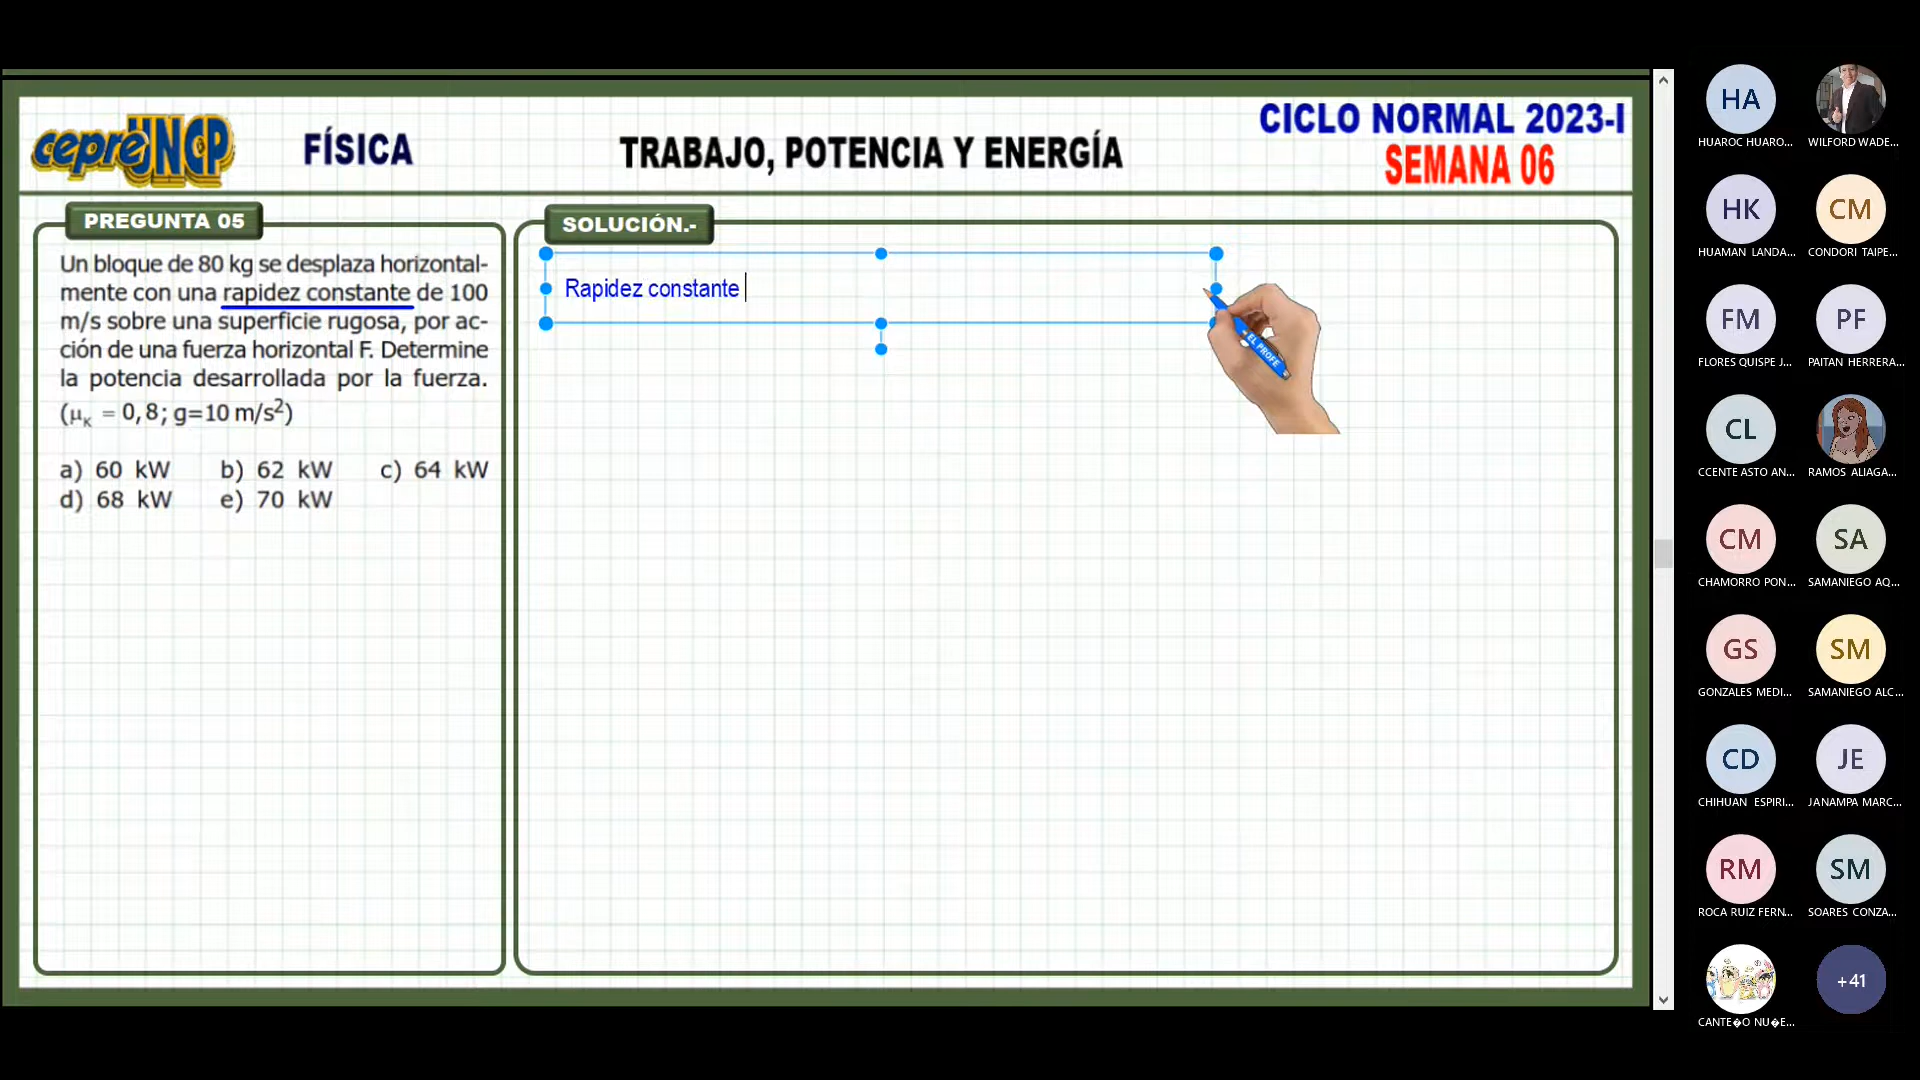 cepreUNCP
FÍSICA
TRABAJO, POTENCIA Y ENERGÍA
CICLO NORMAL 2023-I
SEMANA 06
PREGUNTA 05
Un bloque de 80 kg se desplaza horizontal-
mente con una rapidez constante de 100
m/s sobre una superficie rugosa, por ac-
ción de una fuerza horizontal F. Determine
la potencia desarrollada por la fuerza.
(μK = 0,8; g=10 m/s²)
a) 60 kW b) 62 kW c) 64 kW
d) 68 kW e) 70 kW
SOLUCIÓN.-
Rapidez constante
EL PROFE
HA
HUAROC HUARO...
WILFORD WADE...
HK
HUAMAN LANDA...
CM
CONDORI TAIPE...
FM
FLORES QUISPE J...
PF
PAITAN HERRERA...
CL
CCENTE ASTO AN...
RAMOS ALIAGA...
CM
CHAMORRO PON...
SA
SAMANIEGO AQ...
GS
GONZALES MEDI...
SM
SAMANIEGO ALC...
CD
CHIHUAN ESPIRI...
JE
JANAMPA MARC...
RM
ROCA RUIZ FERN...
SM
SOARES CONZA...
CANTE�O NU�E...
+41